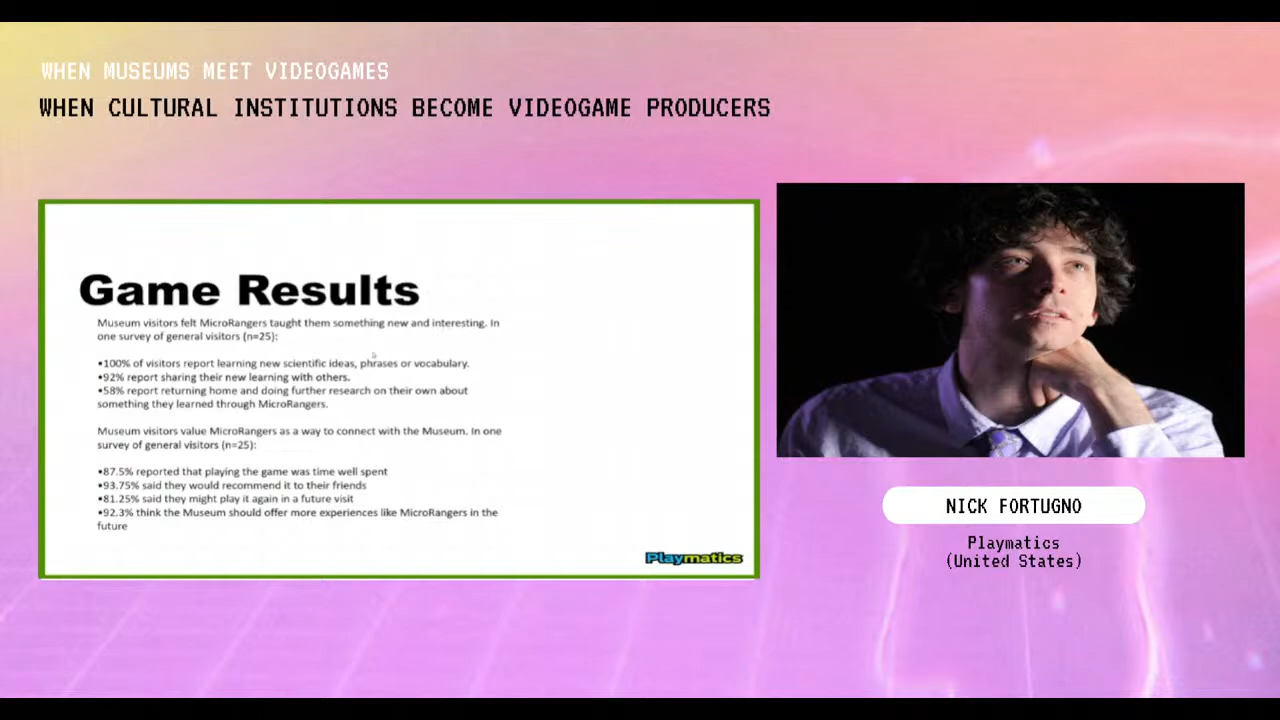 WHEN MUSEUMS MEET VIDEOGAMES
WHEN CULTURAL INSTITUTIONS BECOME VIDEOGAME PRODUCERS
Game Results
Museum visitors felt MicroRangers taught them something new and interesting. In
one survey of general visitors (n=25):
•100% of visitors report learning new scientific ideas, phrases or vocabulary.
•92% report sharing their new learning with others.
•58% report returning home and doing further research on their own about
something they learned through MicroRangers.
Museum visitors value MicroRangers as a way to connect with the Museum. In one
survey of general visitors (n=25):
•87.5% reported that playing the game was time well spent
•93.75% said they would recommend it to their friends
•81.25% said they might play it again in a future visit
•92.3% think the Museum should offer more experiences like MicroRangers in the
future
Playmatics
NICK FORTUGNO
Playmatics
(United States)